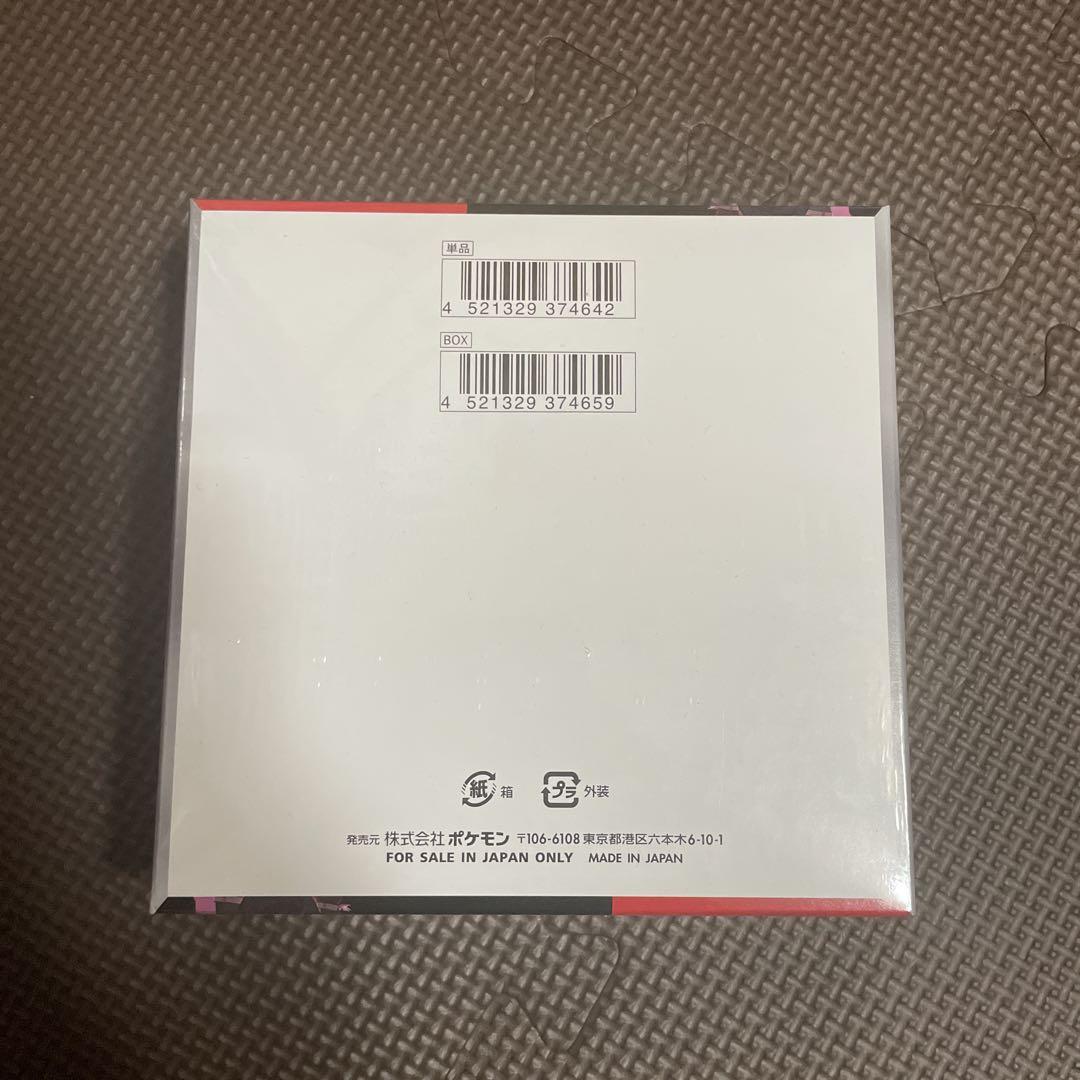 単品
4 521329 374642
BOX
4 521329 374659
紙 箱 プラ 外装
発売元 株式会社 ポケモン 〒106-6108 東京都港区六本木6-10-1
FOR SALE IN JAPAN ONLY MADE IN JAPAN